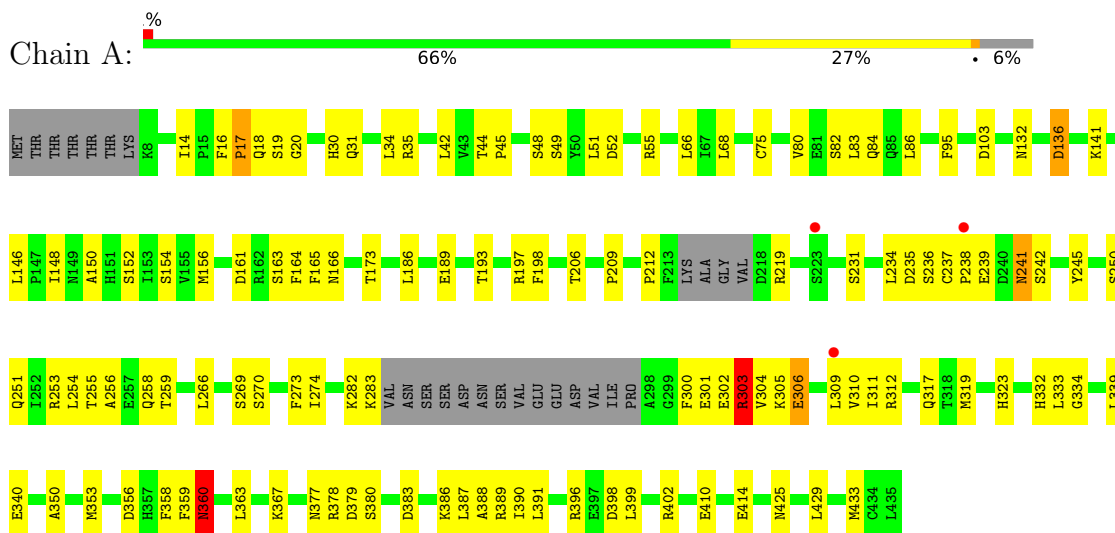 %
Chain A:
66% 27% • 6%
MET THR THR THR THR THR LYS K8 I14 P15 F16 P17 Q18 S19 G20 H30 Q31 L34 R35 L42 V43 T44 P45 S48 S49 Y50 L51 D52 R55 L66 I67 L68 C75 V80 E81 S82 L83 Q84 Q85 L86 F95 D103 N132 D136 K141
L146 P147 I148 N149 A150 H151 S152 I153 S154 V155 M156 D161 R162 S163 F164 F165 N166 T173 L186 E189 T193 R197 F198 T206 P209 P212 F213 LYS ALA GLY VAL D218 R219 S223 S231 L234 D235 S236 C237 P238 E239 D240 N241 S242 Y245 S250
Q251 I252 R253 L254 T255 A256 E257 Q258 T259 L266 S269 S270 F273 I274 K282 K283 VAL ASN SER SER ASP ASN SER VAL GLU GLU ASP VAL ILE PRO A298 G299 F300 E301 E302 R303 V304 K305 E306 L309 V310 I311 R312 Q317 T318 M319 H323 H332 L333 G334 L339
E340 A350 M353 D356 H357 F358 F359 N360 L363 K367 N377 R378 D379 S380 D383 K386 L387 A388 R389 I390 L391 R396 E397 D398 L399 R402 E410 E414 N425 L429 M433 C434 L435